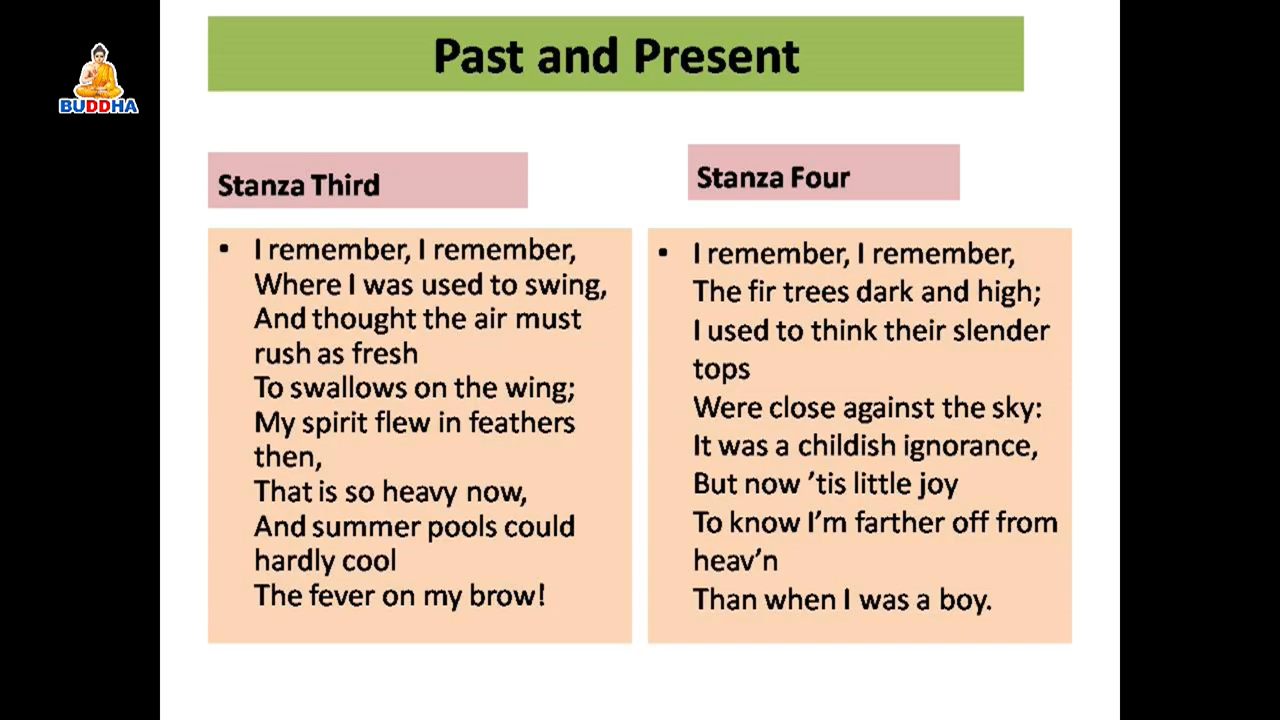 Past and Present
BUDDHA
Stanza Third
I remember, I remember,
Where I was used to swing,
And thought the air must
rush as fresh
To swallows on the wing;
My spirit flew in feathers
then,
That is so heavy now,
And summer pools could
hardly cool
The fever on my brow!
Stanza Four
I remember, I remember,
The fir trees dark and high;
I used to think their slender
tops
Were close against the sky:
It was a childish ignorance,
But now ’tis little joy
To know I’m farther off from
heav’n
Than when I was a boy.